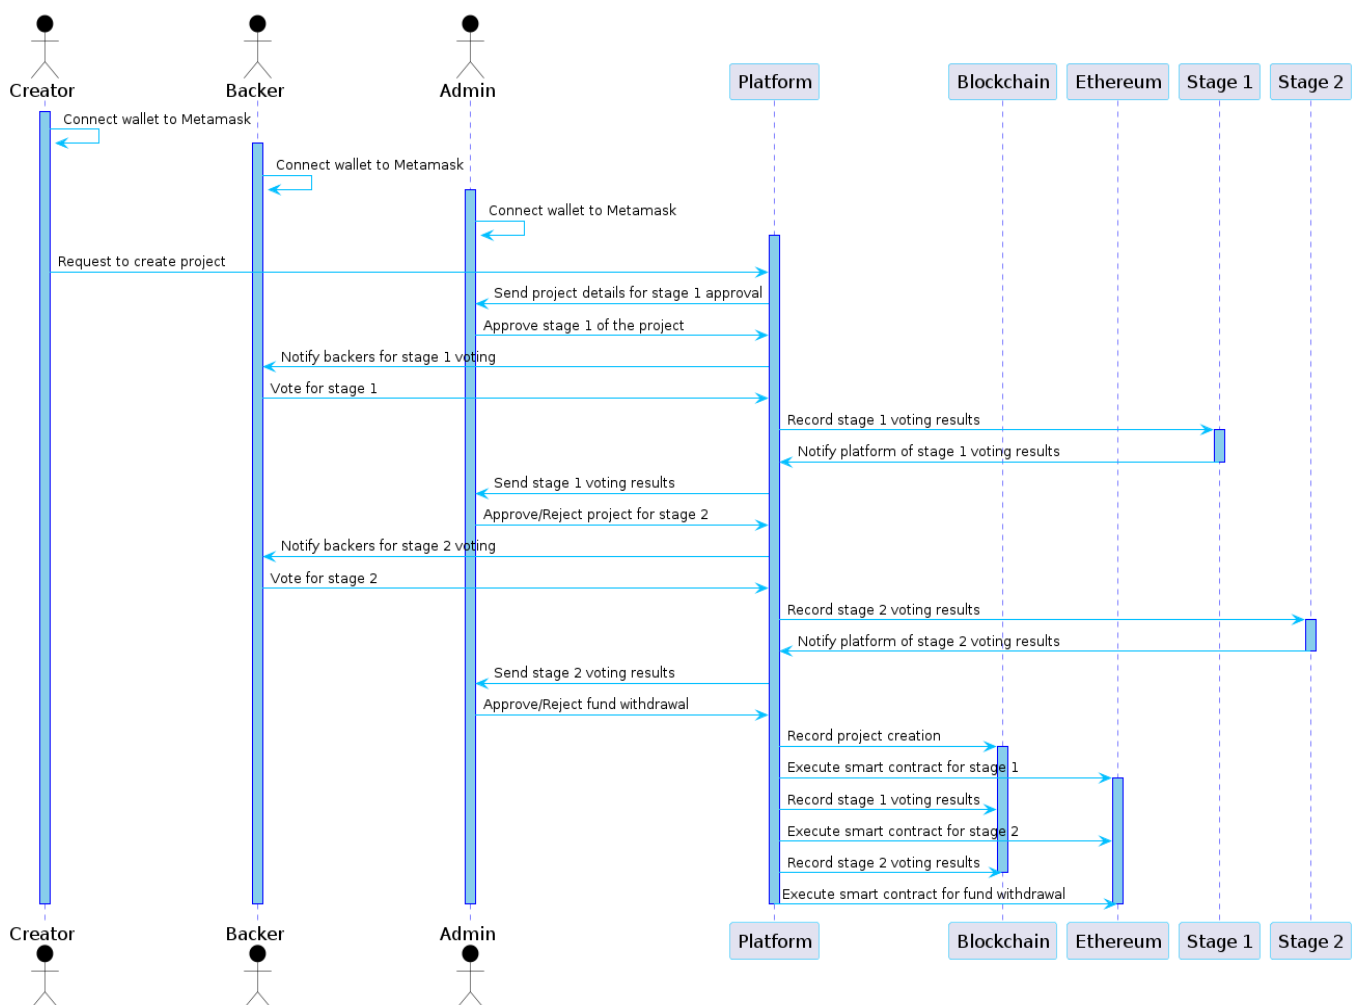 Creator
Backer
Admin
Platform
Blockchain
Ethereum
Stage 1
Stage 2
Connect wallet to Metamask
Connect wallet to Metamask
Connect wallet to Metamask
Request to create project
Send project details for stage 1 approval
Approve stage 1 of the project
Notify backers for stage 1 voting
Vote for stage 1
Record stage 1 voting results
Notify platform of stage 1 voting results
Send stage 1 voting results
Approve/Reject project for stage 2
Notify backers for stage 2 voting
Vote for stage 2
Record stage 2 voting results
Notify platform of stage 2 voting results
Send stage 2 voting results
Approve/Reject fund withdrawal
Record project creation
Execute smart contract for stage 1
Record stage 1 voting results
Execute smart contract for stage 2
Record stage 2 voting results
Execute smart contract for fund withdrawal
Creator
Backer
Admin
Platform
Blockchain
Ethereum
Stage 1
Stage 2